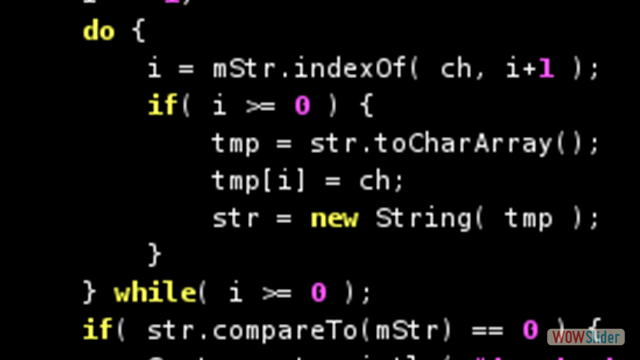 do {
i = mStr.indexOf( ch, i+1 );
if( i >= 0 ) {
tmp = str.toCharArray();
tmp[i] = ch;
str = new String( tmp );
}
} while( i >= 0 );
if( str.compareTo(mStr) == 0 ) {
WOWSlider